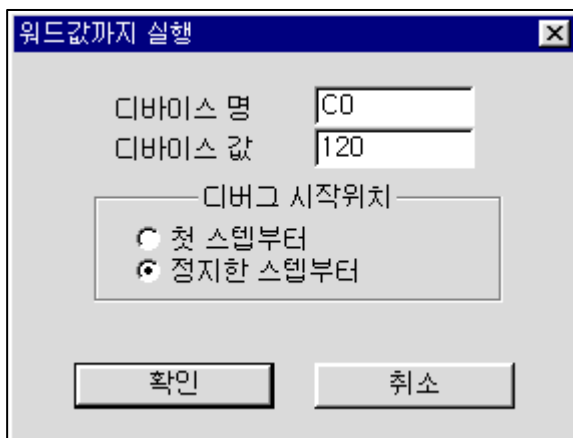 워드값까지 실행
디바이스 명 C0
디바이스 값 120
디버그 시작위치
첫 스텝부터
정지한 스텝부터
확인 취소